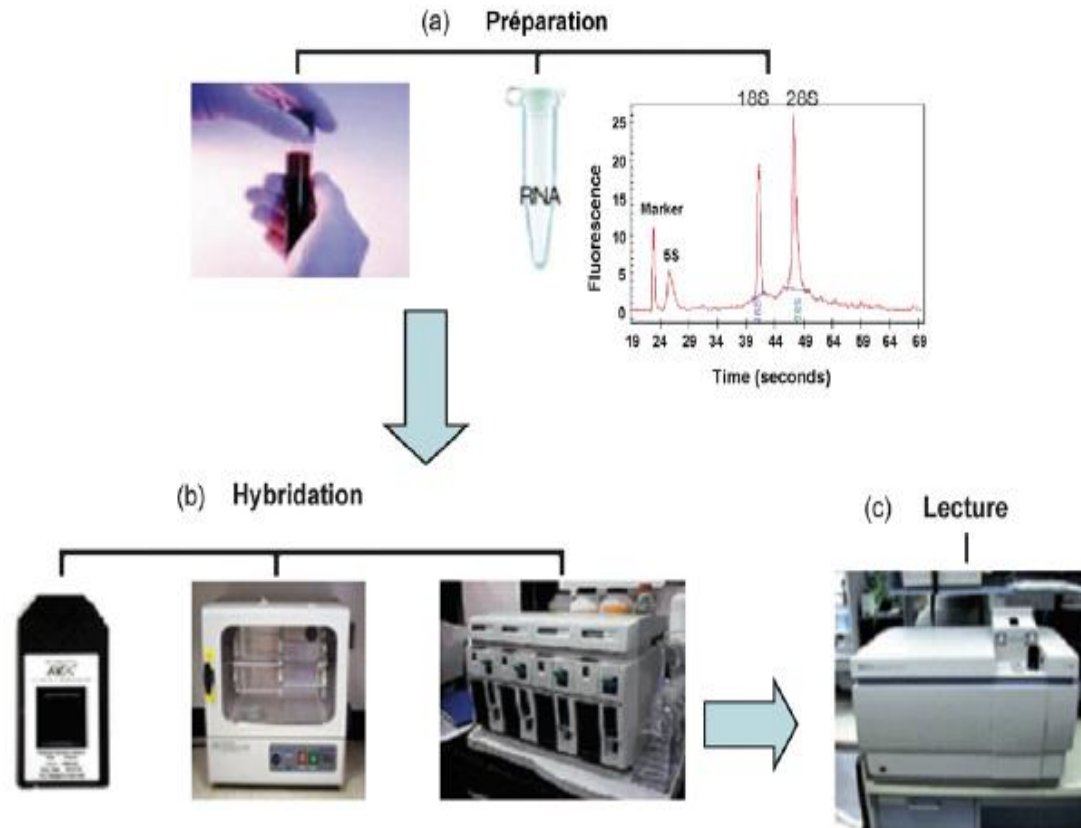 (a) Préparation
RNA
18S 28S
25
20
15
10
5
0
Fluorescence
Marker
5S
19 24 29 34 39 44 49 54 59 64 69
Time (seconds)
(b) Hybridation
(c) Lecture